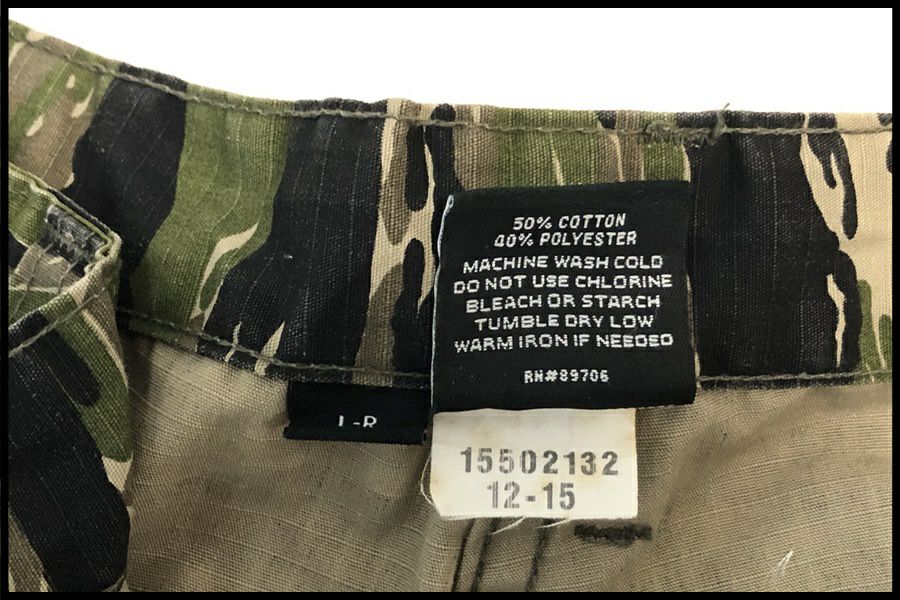 50% COTTON
40% POLYESTER
MACHINE WASH COLD
DO NOT USE CHLORINE
BLEACH OR STARCH
TUMBLE DRY LOW
WARM IRON IF NEEDED
RN#89706
L-R
15502132
12-15